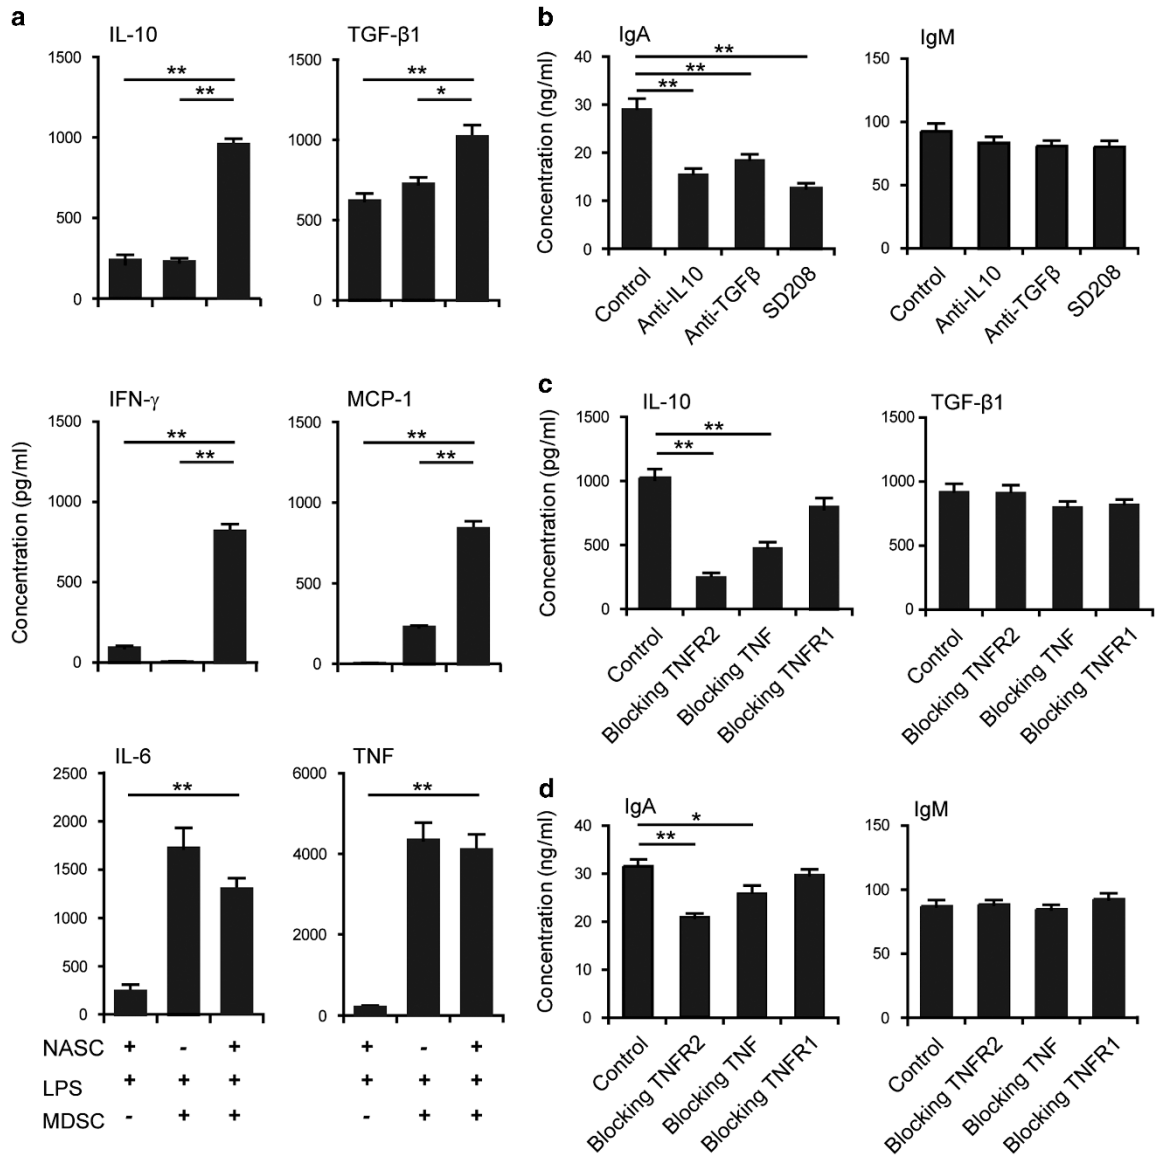 a
IL-10
1500
1000
500
0
**
**
TGF-β1
1500
1000
500
0
**
*
IFN-γ
1500
1000
500
0
**
**
MCP-1
1500
1000
500
0
**
**
Concentration (pg/ml)
IL-6
2500
2000
1500
1000
500
0
**
TNF
6000
4000
2000
0
**
NASC + - + + - +
LPS + + + + + +
MDSC - + + - + +
b
IgA
Concentration (ng/ml)
40
30
20
10
0
**
**
**
Control
Anti-IL10
Anti-TGFβ
SD208
IgM
150
100
50
0
Control
Anti-IL10
Anti-TGFβ
SD208
c
IL-10
Concentration (pg/ml)
1500
1000
500
0
**
**
Control
Blocking TNFR2
Blocking TNF
Blocking TNFR1
TGF-β1
1500
1000
500
0
Control
Blocking TNFR2
Blocking TNF
Blocking TNFR1
d
IgA
Concentration (ng/ml)
40
30
20
10
0
*
**
Control
Blocking TNFR2
Blocking TNF
Blocking TNFR1
IgM
150
100
50
0
Control
Blocking TNFR2
Blocking TNF
Blocking TNFR1